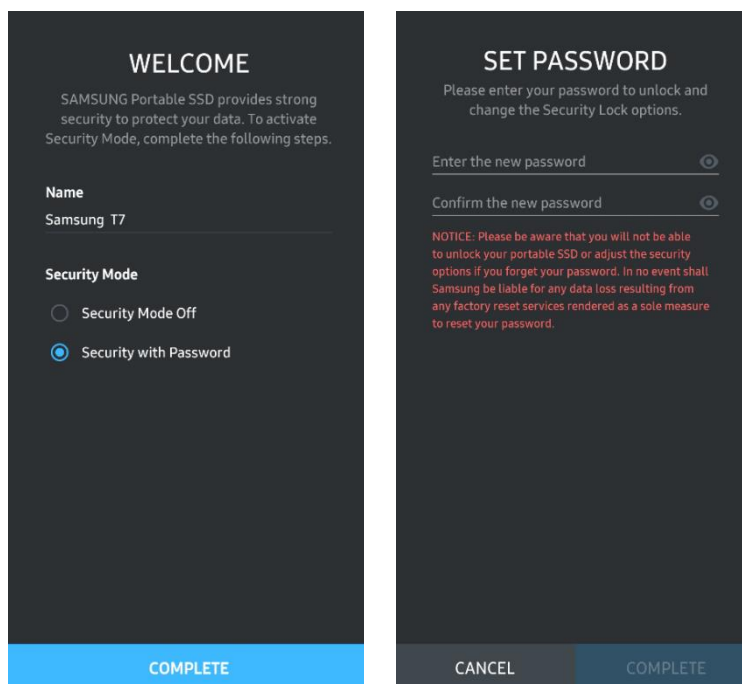 WELCOME
SAMSUNG Portable SSD provides strong
security to protect your data. To activate
Security Mode, complete the following steps.
Name
Samsung T7
Security Mode
Security Mode Off
Security with Password
COMPLETE
SET PASSWORD
Please enter your password to unlock and
change the Security Lock options.
Enter the new password
Confirm the new password
NOTICE: Please be aware that you will not be able
to unlock your portable SSD or adjust the security
options if you forget your password. In no event shall
Samsung be liable for any data loss resulting from
any factory reset services rendered as a sole measure
to reset your password.
CANCEL
COMPLETE